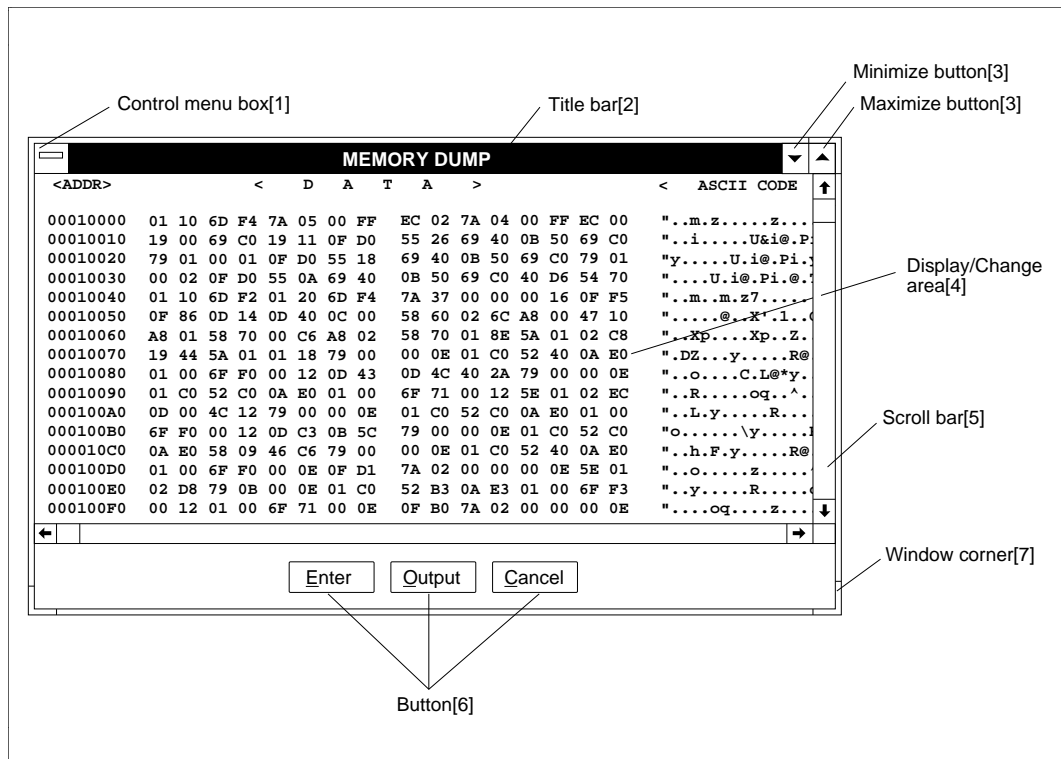 Minimize button[3]
Control menu box[1]
Title bar[2]
Maximize button[3]
MEMORY DUMP
<ADDR> < D A T A > < ASCII CODE
00010000 01 10 6D F4 7A 05 00 FF EC 02 7A 04 00 FF EC 00 "..m.z.....z...
00010010 19 00 69 C0 19 11 0F D0 55 26 69 40 0B 50 69 C0 "..i.....U&i@.Pi
00010020 79 01 00 01 0F D0 55 18 69 40 0B 50 69 C0 79 01 "y.....U.i@.Pi.y
00010030 00 02 0F D0 55 0A 69 40 0B 50 69 C0 40 D6 54 70 "....U.i@.Pi.@.
00010040 01 10 6D F2 01 20 6D F4 7A 37 00 00 00 16 0F F5 "..m..m.z7.....
00010050 0F 86 0D 14 0D 40 0C 00 58 60 02 6C A8 00 47 10 ".....@..X'.l..
00010060 A8 01 58 70 00 C6 A8 02 58 70 01 8E 5A 01 02 C8 "..Xp....Xp..Z.
00010070 19 44 5A 01 01 18 79 00 00 0E 01 C0 52 40 0A E0 ".DZ...y.....R@
00010080 01 00 6F F0 00 12 0D 43 0D 4C 40 2A 79 00 00 0E "..o....C.L@*y.
00010090 01 C0 52 C0 0A E0 01 00 6F 71 00 12 5E 01 02 EC "..R.....oq..^.
000100A0 0D 00 4C 12 79 00 00 0E 01 C0 52 C0 0A E0 01 00 "..L.y.....R...
000100B0 6F F0 00 12 0D C3 0B 5C 79 00 00 0E 01 C0 52 C0 "o......\y.....
000010C0 0A E0 58 09 46 C6 79 00 00 0E 01 C0 52 40 0A E0 "..h.F.y.....R@
000100D0 01 00 6F F0 00 0E 0F D1 7A 02 00 00 00 0E 5E 01 "..o.....z.....
000100E0 02 D8 79 0B 00 0E 01 C0 52 B3 0A E3 01 00 6F F3 "..y.....R.....
000100F0 00 12 01 00 6F 71 00 0E 0F B0 7A 02 00 00 00 0E "....oq....z...
Display/Change
area[4]
Scroll bar[5]
Enter Output Cancel
Window corner[7]
Button[6]